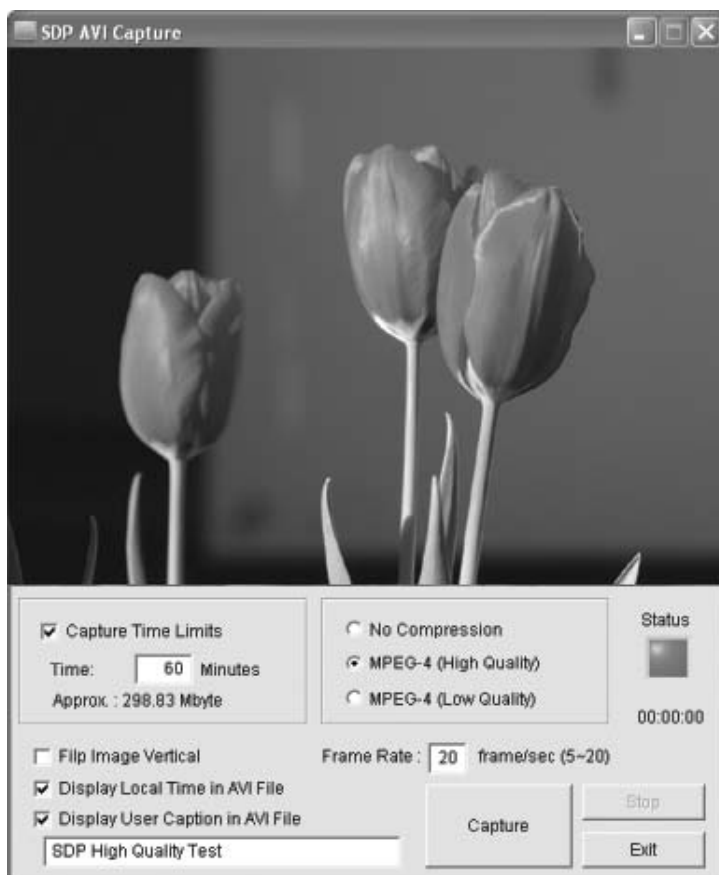 SDP AVI Capture
Capture Time Limits
Time: 60 Minutes
Approx. : 298.83 Mbyte
No Compression
MPEG-4 (High Quality)
MPEG-4 (Low Quality)
Status
00:00:00
Filp Image Vertical
Frame Rate : 20 frame/sec (5~20)
Display Local Time in AVI File
Display User Caption in AVI File
SDP High Quality Test
Capture
Stop
Exit